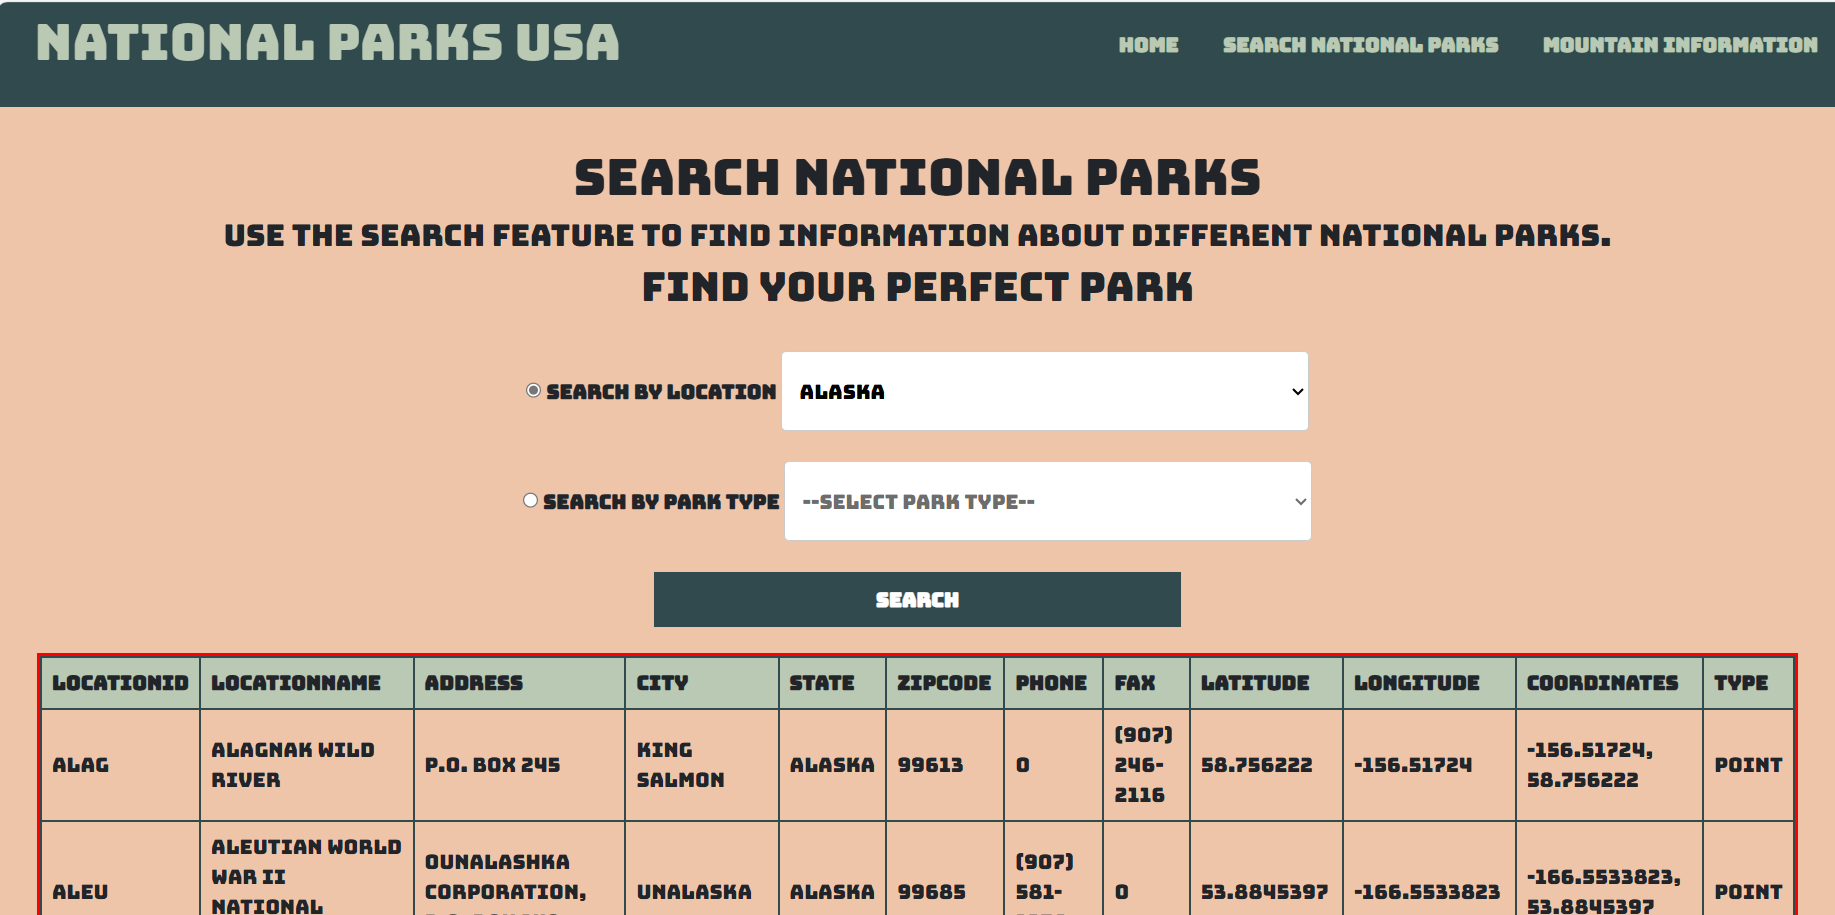 NATIONAL PARKS USA
HOME SEARCH NATIONAL PARKS MOUNTAIN INFORMATION
SEARCH NATIONAL PARKS
USE THE SEARCH FEATURE TO FIND INFORMATION ABOUT DIFFERENT NATIONAL PARKS.
FIND YOUR PERFECT PARK
SEARCH BY LOCATION ALASKA
SEARCH BY PARK TYPE --SELECT PARK TYPE--
SEARCH
LOCATIONID LOCATIONNAME ADDRESS CITY STATE ZIPCODE PHONE FAX LATITUDE LONGITUDE COORDINATES TYPE
ALAG
ALAGNAK WILD
RIVER
P.O. BOX 245
KING
SALMON
ALASKA
99613
0
(907)
246-
2116
58.756222
-156.51724
-156.51724,
58.756222
POINT
ALEU
ALEUTIAN WORLD
WAR II
NATIONAL
OUNALASHKA
CORPORATION,
UNALASKA
ALASKA
99685
(907)
581-
0
53.8845397
-166.5533823
-166.5533823,
53.8845397
POINT